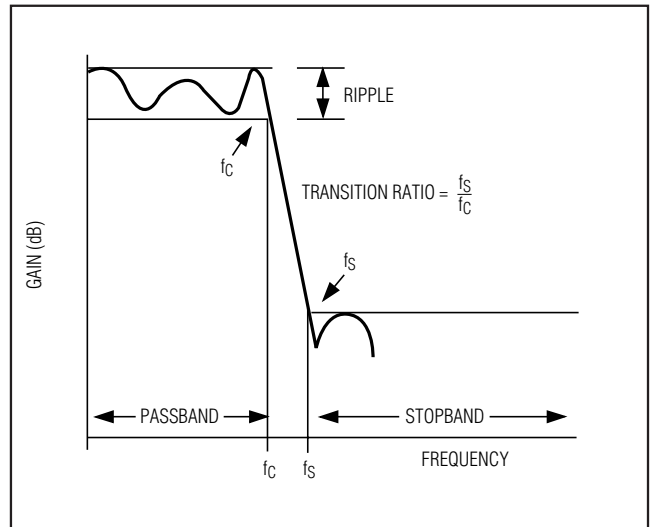 RIPPLE
fC
TRANSITION RATIO = fS/fC
GAIN (dB)
fS
PASSBAND
STOPBAND
fC
fS
FREQUENCY